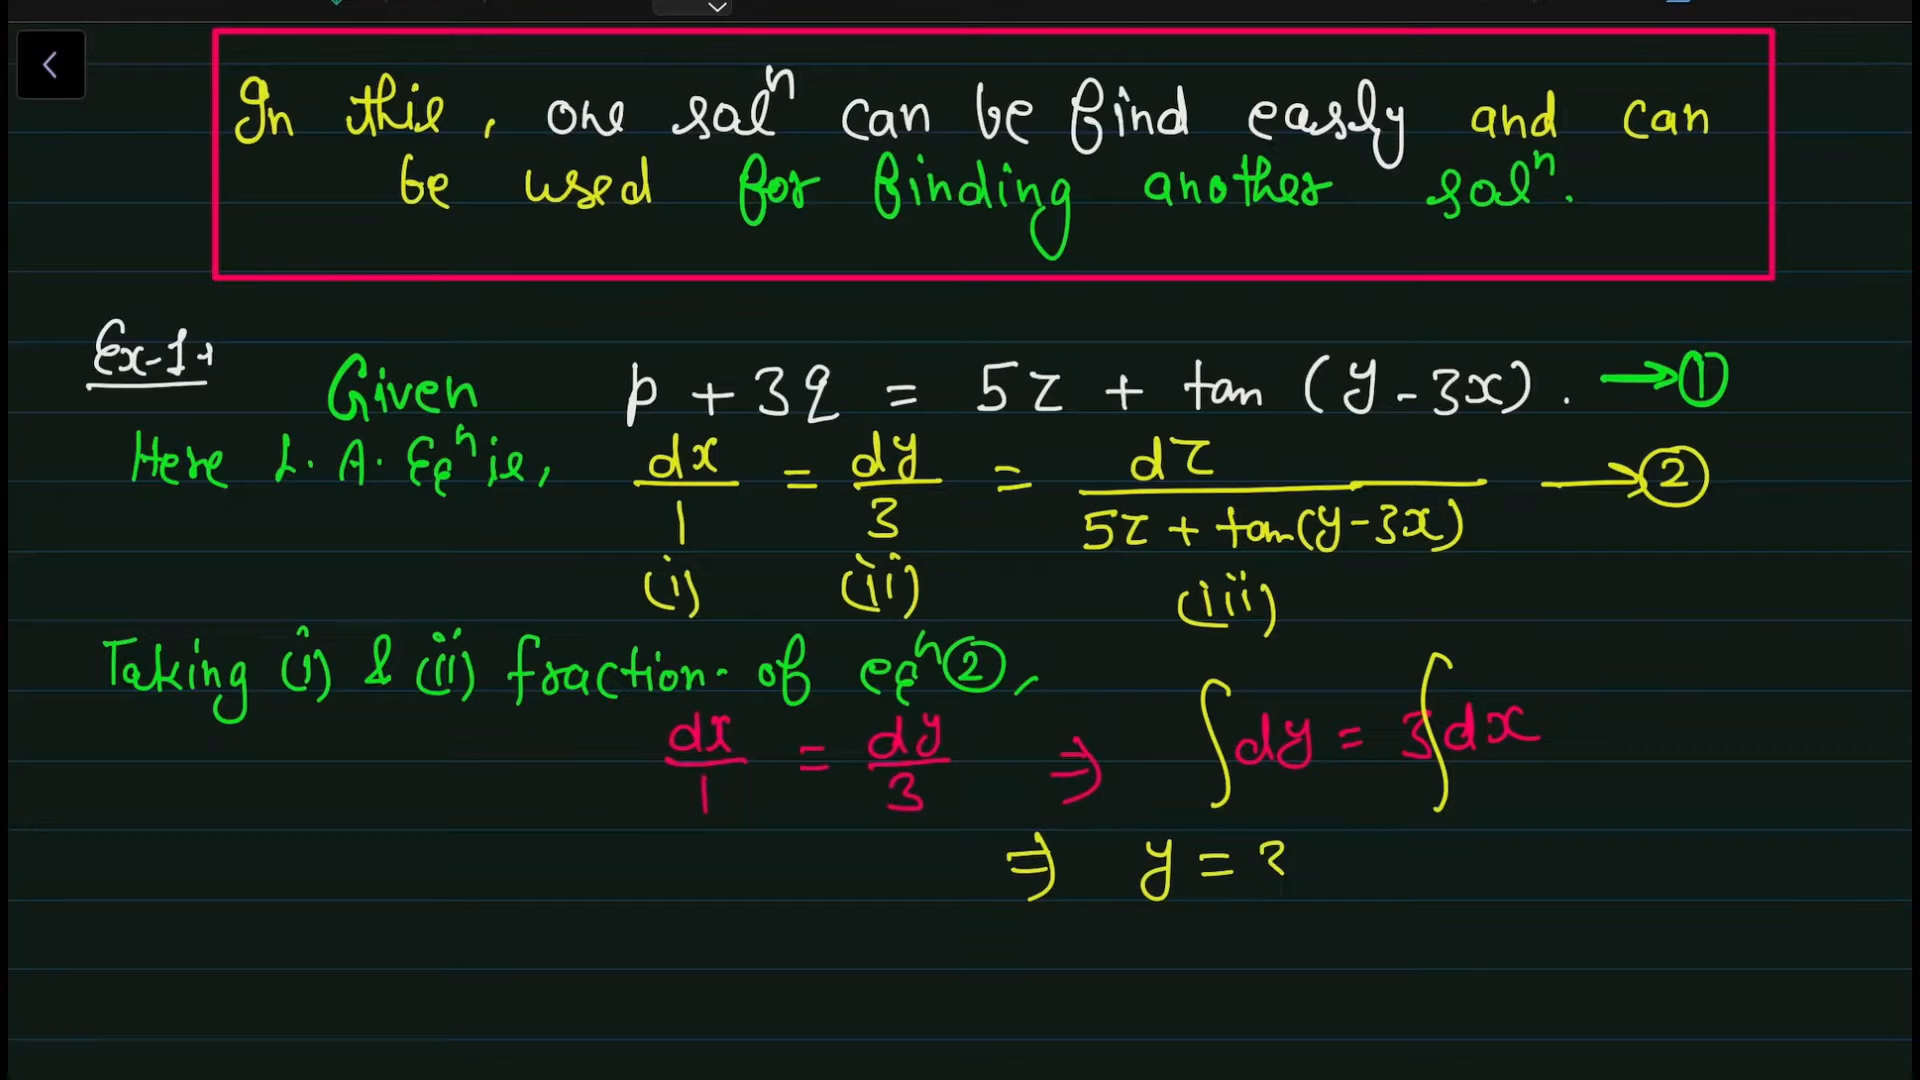 In this, one solⁿ can be find easly and can
be used for finding another solⁿ.
Ex-1.
Given p + 3q = 5z + tan (y - 3x). → ①
Here L. A. Eqⁿ is, dx/1 = dy/3 = dz/(5z + tan(y-3x)) → ②
(i) (ii) (iii)
Taking (i) & (ii) fraction of eqⁿ ②,
dx/1 = dy/3 ⇒ ∫dy = 3∫dx
⇒ y = 3